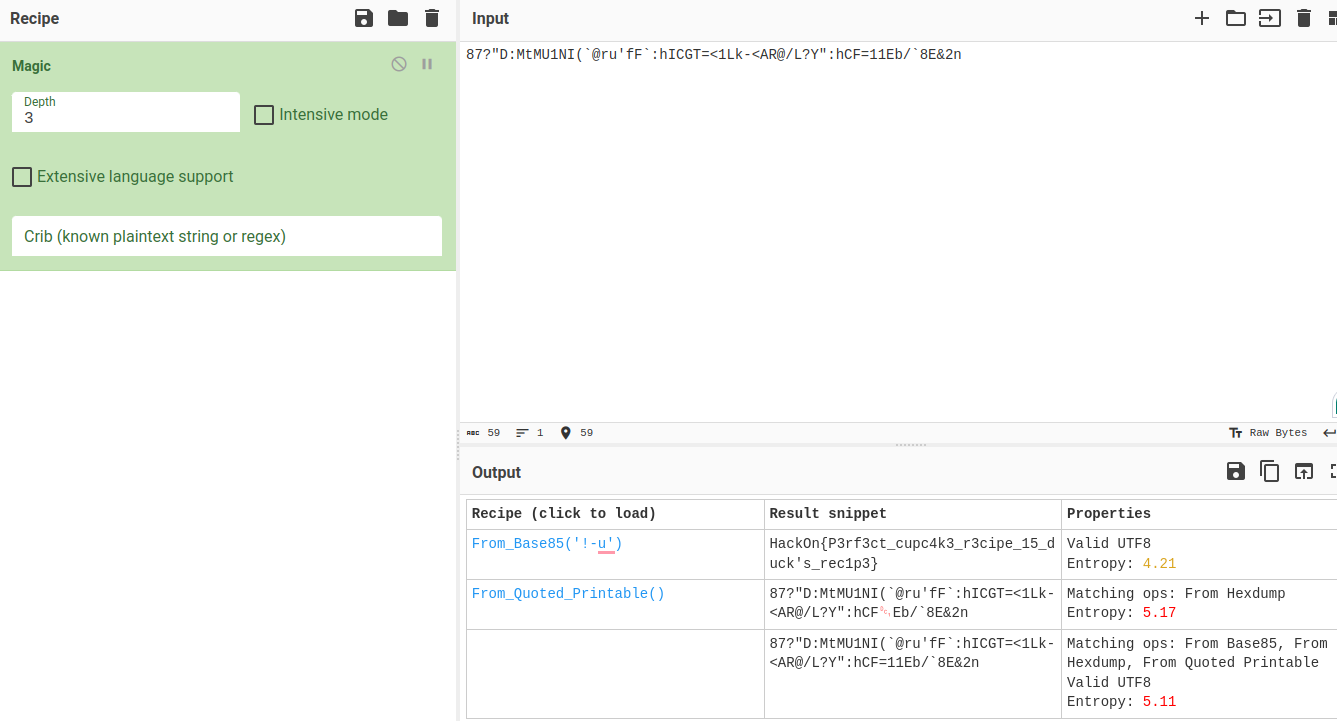 Recipe
Magic
Depth
3
Intensive mode
Extensive language support
Crib (known plaintext string or regex)
Input
87?"D:MtMU1NI(`@ru'fF`:hICGT=<1Lk-<AR@/L?Y":hCF=11Eb/`8E&2n
ABC 59 1 59
Raw Bytes
Output
Recipe (click to load) Result snippet Properties
From_Base85('!-u') HackOn{P3rf3ct_cupc4k3_r3cipe_15_d Valid UTF8
uck's_rec1p3} Entropy: 4.21
From_Quoted_Printable() 87?"D:MtMU1NI(`@ru'fF`:hICGT=<1Lk- Matching ops: From Hexdump
<AR@/L?Y":hCF Eb/`8E&2n Entropy: 5.17
87?"D:MtMU1NI(`@ru'fF`:hICGT=<1Lk- Matching ops: From Base85, From
<AR@/L?Y":hCF=11Eb/`8E&2n Hexdump, From Quoted Printable
Valid UTF8
Entropy: 5.11